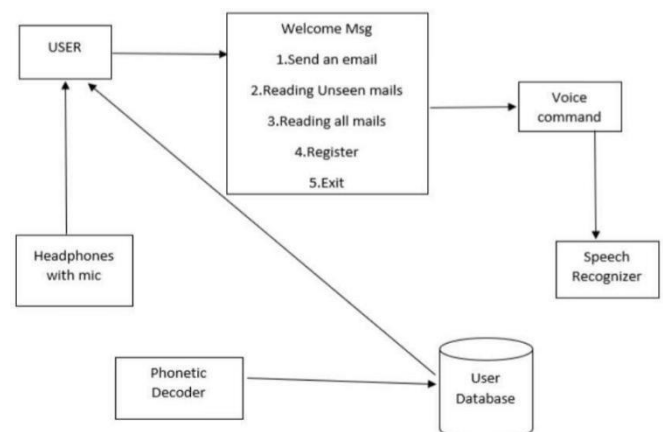 USER
Welcome Msg
1.Send an email
2.Reading Unseen mails
3.Reading all mails
4.Register
5.Exit
Voice
command
Headphones
with mic
Speech
Recognizer
Phonetic
Decoder
User
Database